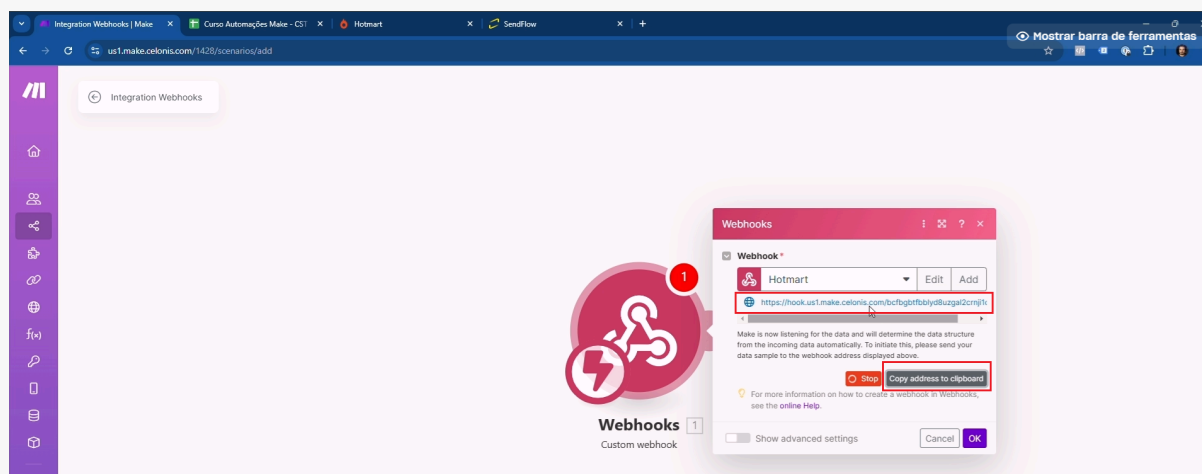 Integration Webhooks | Make
Curso Automações Make - CST
Hotmart
SendFlow
Mostrar barra de ferramentas
us1.make.celonis.com/1428/scenarios/add
Integration Webhooks
Webhooks
Webhook *
Hotmart
Edit
Add
https://hook.us1.make.celonis.com/bcfbgbtfbblyd8uzgal2crnji1c
Make is now listening for the data and will determine the data structure
from the incoming data automatically. To initiate this, please send your
data sample to the webhook address displayed above.
Stop
Copy address to clipboard
For more information on how to create a webhook in Webhooks,
see the online Help.
Show advanced settings
Cancel
OK
1
Webhooks 1
Custom webhook
f(x)